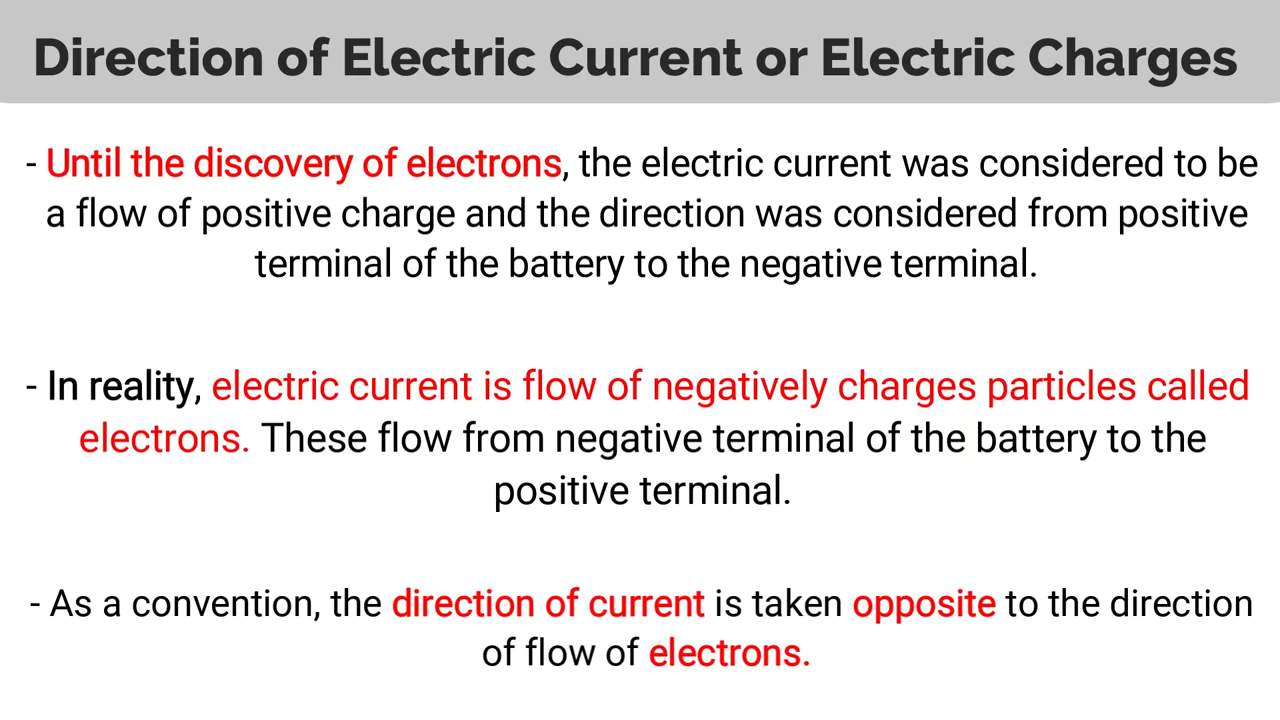 Direction of Electric Current or Electric Charges
- Until the discovery of electrons, the electric current was considered to be
a flow of positive charge and the direction was considered from positive
terminal of the battery to the negative terminal.
- In reality, electric current is flow of negatively charges particles called
electrons. These flow from negative terminal of the battery to the
positive terminal.
- As a convention, the direction of current is taken opposite to the direction
of flow of electrons.